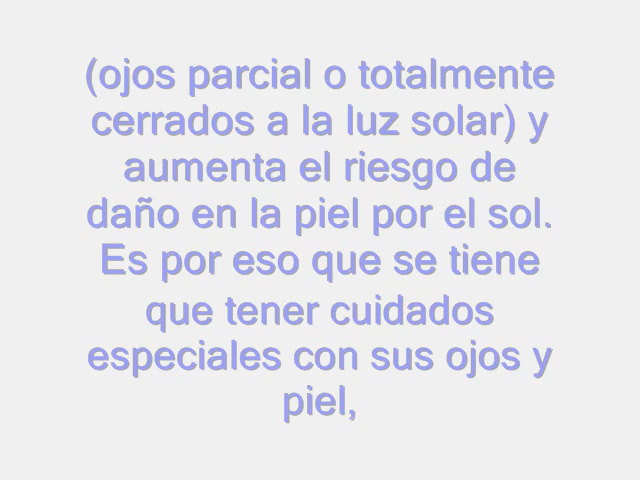 (ojos parcial o totalmente
cerrados a la luz solar) y
aumenta el riesgo de
daño en la piel por el sol.
Es por eso que se tiene
que tener cuidados
especiales con sus ojos y
piel,